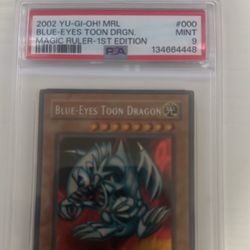 2002 YU-GI-OH! MRL #000
BLUE-EYES TOON DRGN. MINT
MAGIC RULER-1ST EDITION PSA 9
134664448
BLUE-EYES TOON DRAGON